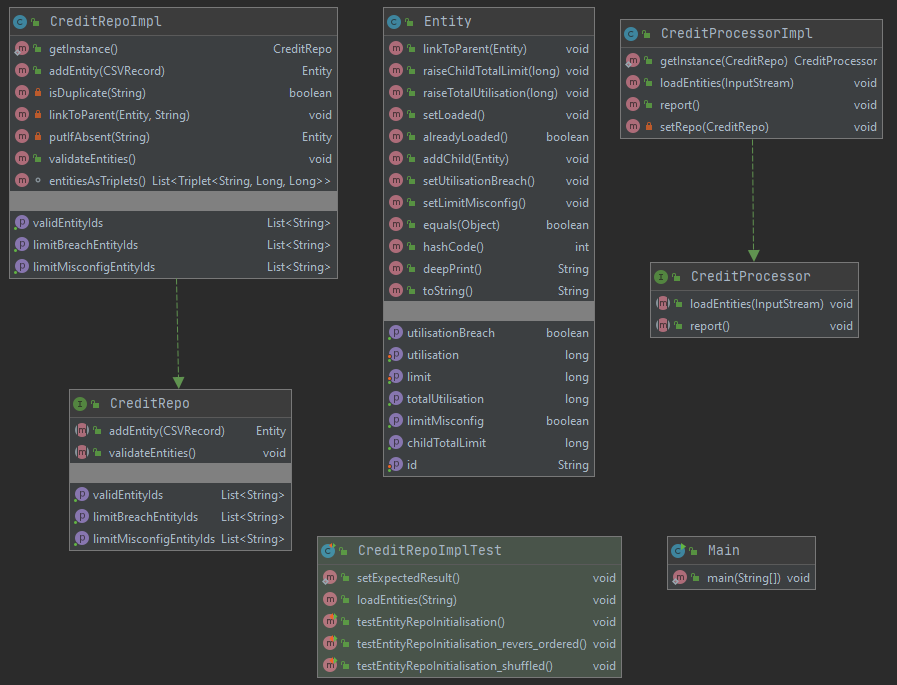 CreditRepoImpl
getInstance() CreditRepo
addEntity(CSVRecord) Entity
isDuplicate(String) boolean
linkToParent(Entity, String) void
putIfAbsent(String) Entity
validateEntities() void
entitiesAsTriplets() List<Triplet<String, Long, Long>>
validEntityIds List<String>
limitBreachEntityIds List<String>
limitMisconfigEntityIds List<String>
Entity
linkToParent(Entity) void
raiseChildTotalLimit(long) void
raiseTotalUtilisation(long) void
setLoaded() void
alreadyLoaded() boolean
addChild(Entity) void
setUtilisationBreach() void
setLimitMisconfig() void
equals(Object) boolean
hashCode() int
deepPrint() String
toString() String
utilisationBreach boolean
utilisation long
limit long
totalUtilisation long
limitMisconfig boolean
childTotalLimit long
id String
CreditProcessorImpl
getInstance(CreditRepo) CreditProcessor
loadEntities(InputStream) void
report() void
setRepo(CreditRepo) void
CreditProcessor
loadEntities(InputStream) void
report() void
CreditRepo
addEntity(CSVRecord) Entity
validateEntities() void
validEntityIds List<String>
limitBreachEntityIds List<String>
limitMisconfigEntityIds List<String>
CreditRepoImplTest
setExpectedResult() void
loadEntities(String) void
testEntityRepoInitialisation() void
testEntityRepoInitialisation_revers_ordered() void
testEntityRepoInitialisation_shuffled() void
Main
main(String[]) void